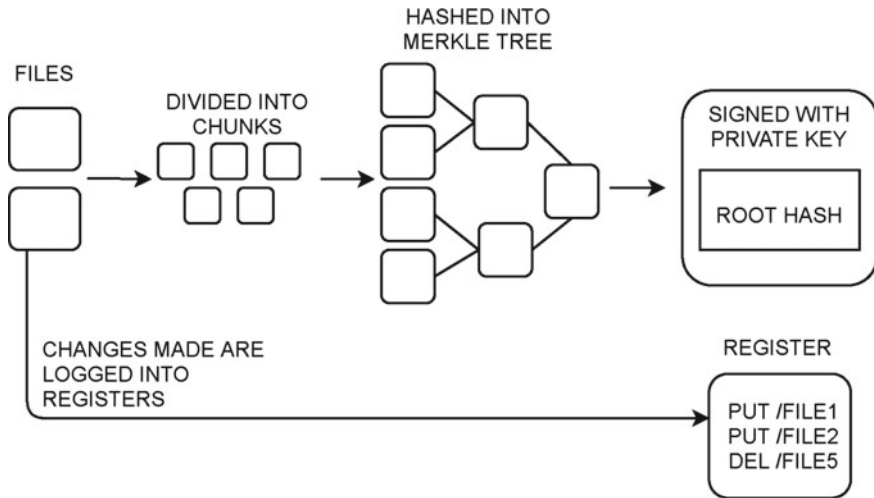 FILES
DIVIDED INTO
CHUNKS
HASHED INTO
MERKLE TREE
SIGNED WITH
PRIVATE KEY
ROOT HASH
CHANGES MADE ARE
LOGGED INTO
REGISTERS
REGISTER
PUT /FILE1
PUT /FILE2
DEL /FILE5